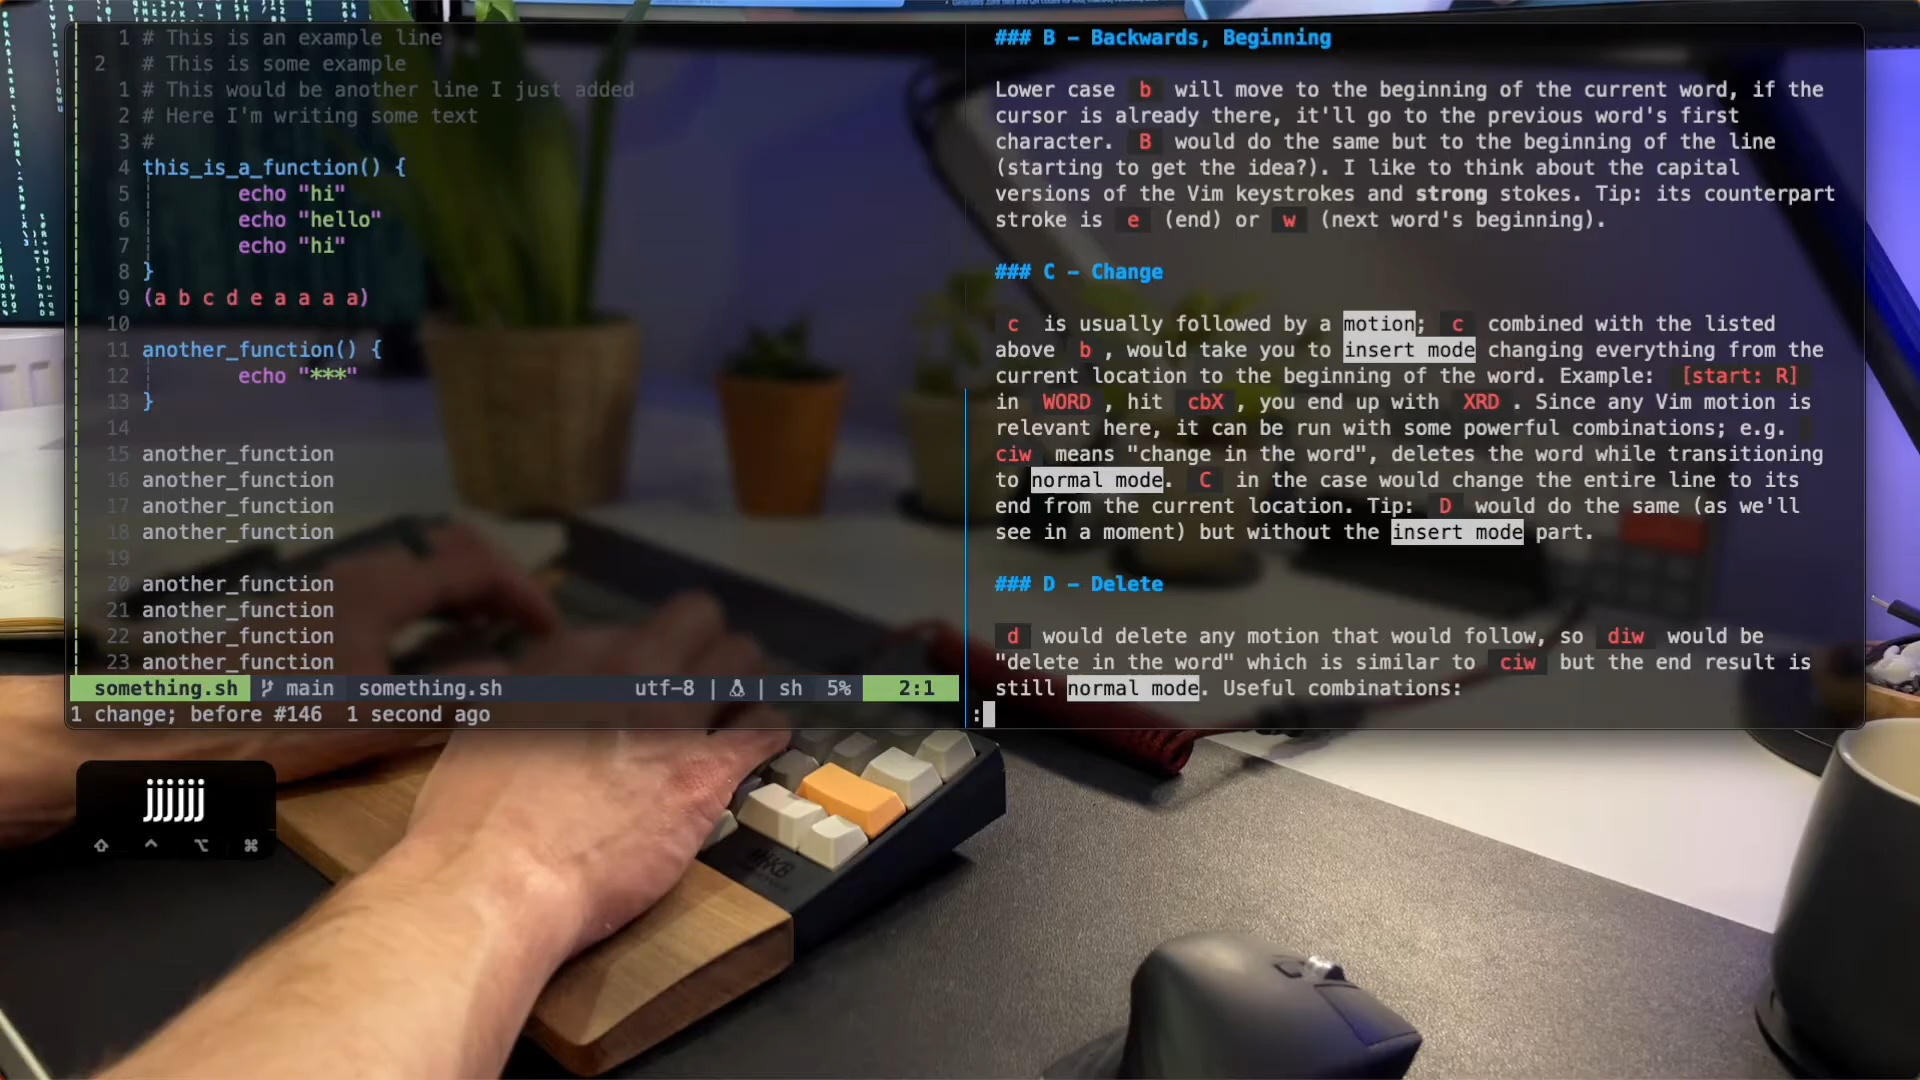 1 # This is an example line
2 # This is some example
1 # This would be another line I just added
2 # Here I'm writing some text
3 #
4 this_is_a_function() {
5 echo "hi"
6 echo "hello"
7 echo "hi"
8 }
9 (a b c d e a a a a)
10
11 another_function() {
12 echo "***"
13 }
14
15 another_function
16 another_function
17 another_function
18 another_function
19
20 another_function
21 another_function
22 another_function
23 another_function
something.sh main something.sh utf-8 | | sh 5% 2:1
1 change; before #146 1 second ago
### B - Backwards, Beginning
Lower case b will move to the beginning of the current word, if the
cursor is already there, it'll go to the previous word's first
character. B would do the same but to the beginning of the line
(starting to get the idea?). I like to think about the capital
versions of the Vim keystrokes and strong stokes. Tip: its counterpart
stroke is e (end) or w (next word's beginning).
### C - Change
c is usually followed by a motion; c combined with the listed
above b , would take you to insert mode changing everything from the
current location to the beginning of the word. Example: [start: R]
in WORD , hit cbX , you end up with XRD . Since any Vim motion is
relevant here, it can be run with some powerful combinations; e.g.
ciw means "change in the word", deletes the word while transitioning
to normal mode. C in the case would change the entire line to its
end from the current location. Tip: D would do the same (as we'll
see in a moment) but without the insert mode part.
### D - Delete
d would delete any motion that would follow, so diw would be
"delete in the word" which is similar to ciw but the end result is
still normal mode. Useful combinations:
:
jjjjjj
⇧ ^ ⌥ ⌘
HHKB